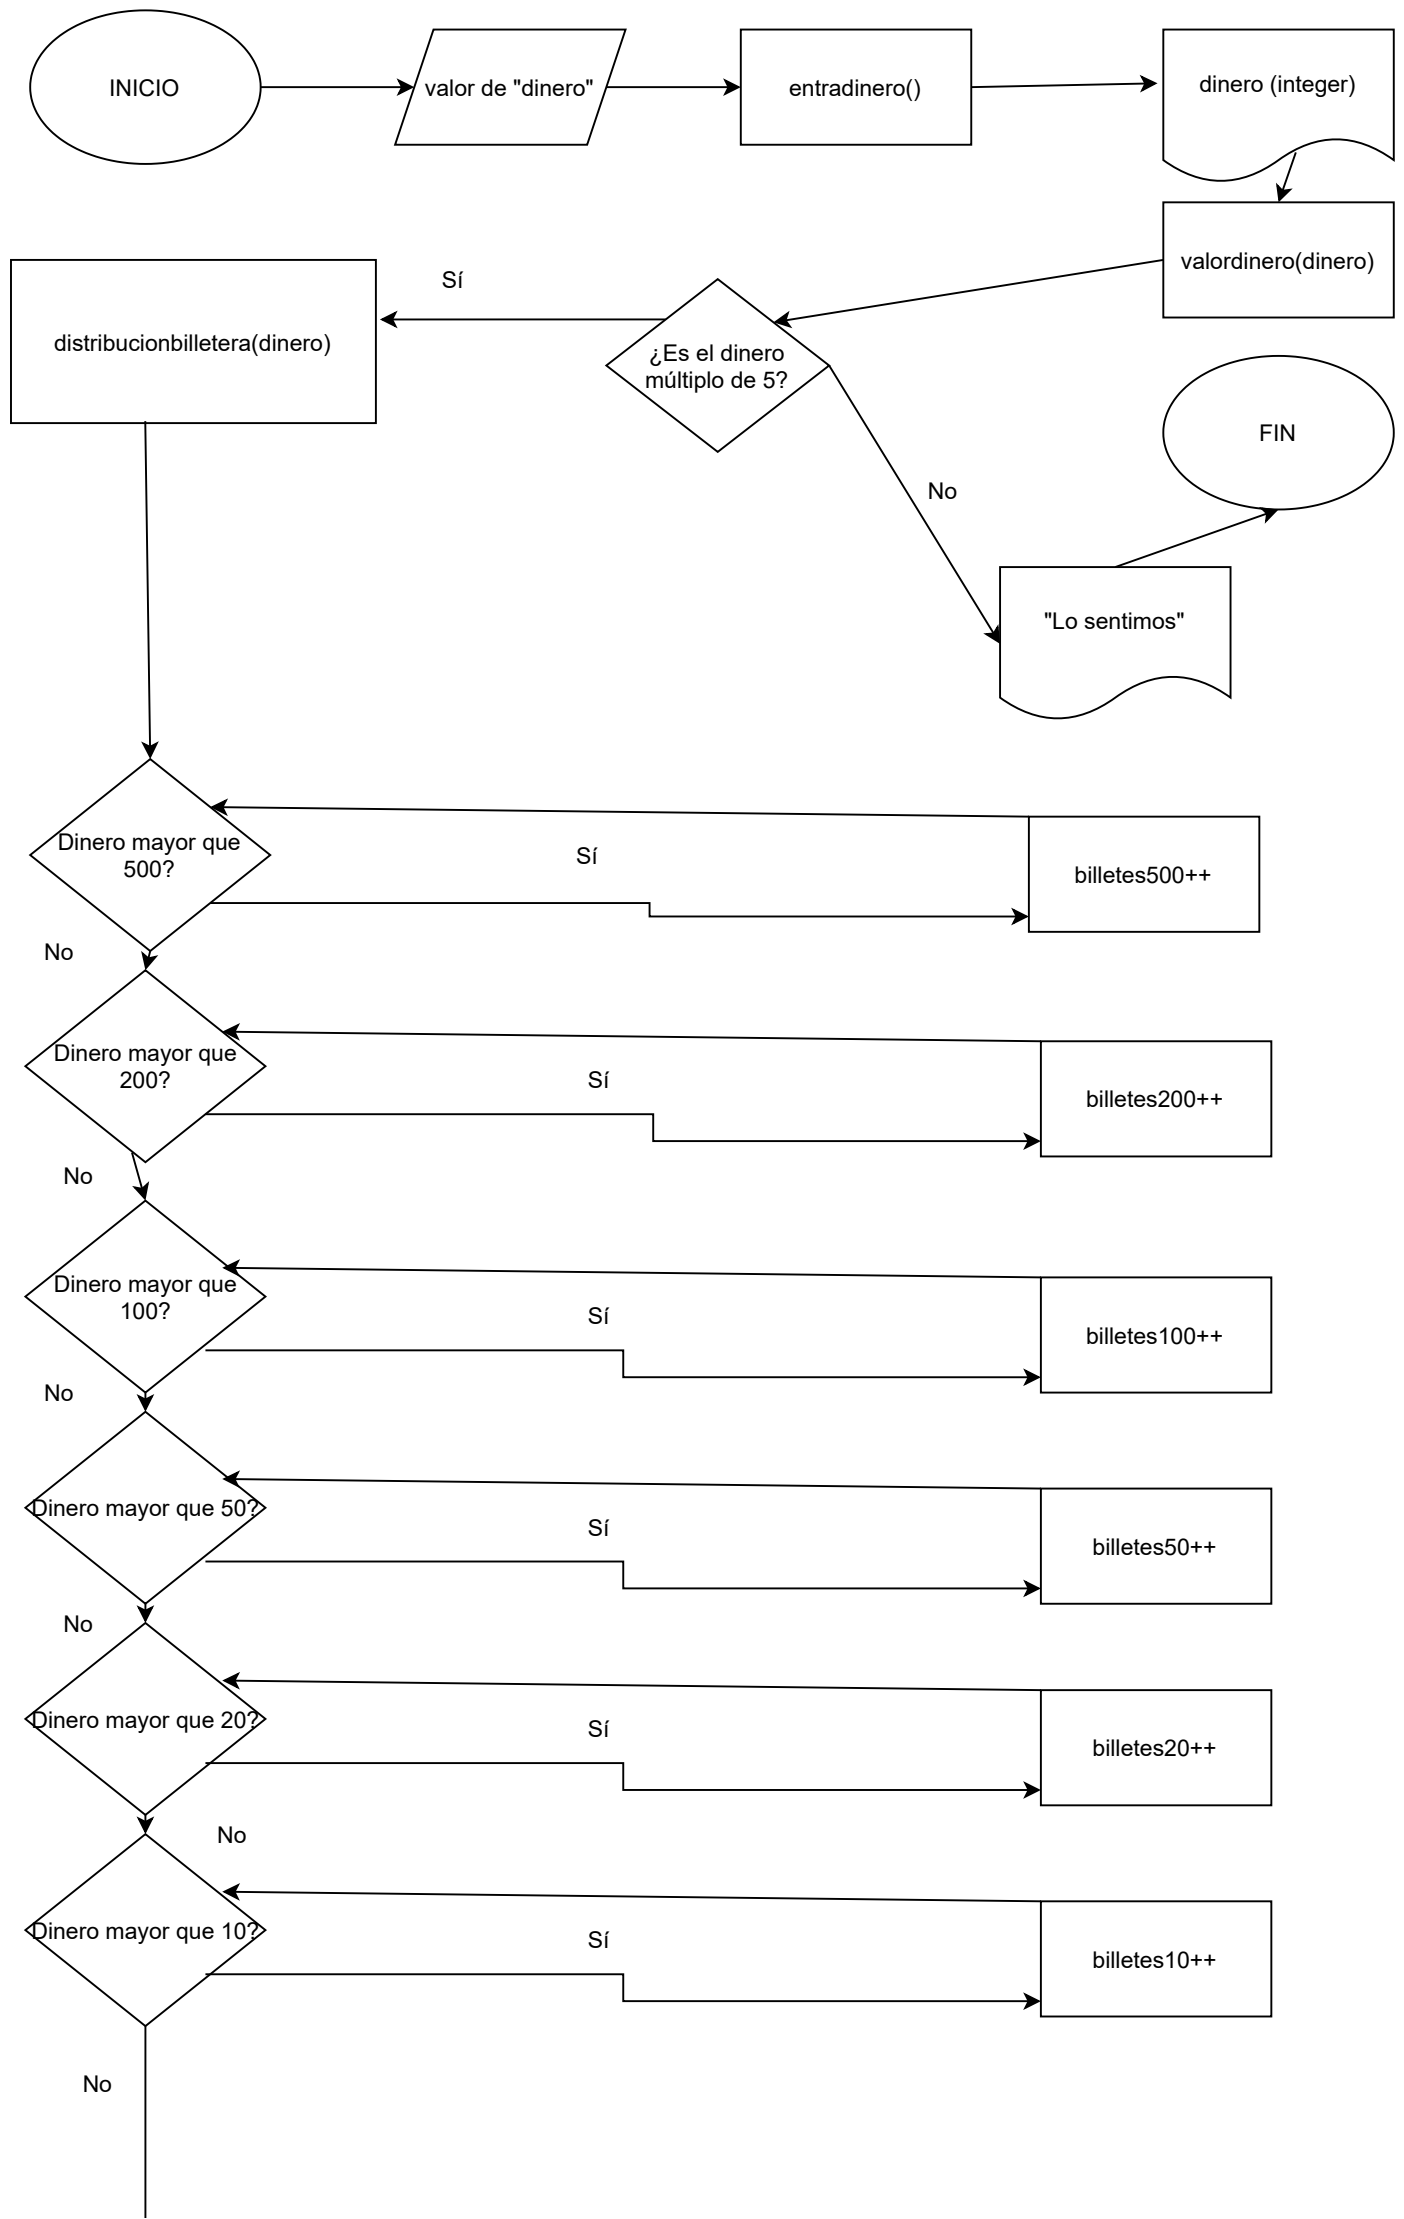 INICIO
valor de "dinero"
entradinero()
dinero (integer)
valordinero(dinero)
Sí
distribucionbilletera(dinero)
¿Es el dinero
múltiplo de 5?
FIN
No
"Lo sentimos"
Dinero mayor que
500?
Sí
billetes500++
No
Dinero mayor que
200?
Sí
billetes200++
No
Dinero mayor que
100?
Sí
billetes100++
No
Dinero mayor que 50?
Sí
billetes50++
No
Dinero mayor que 20?
Sí
billetes20++
No
Dinero mayor que 10?
Sí
billetes10++
No